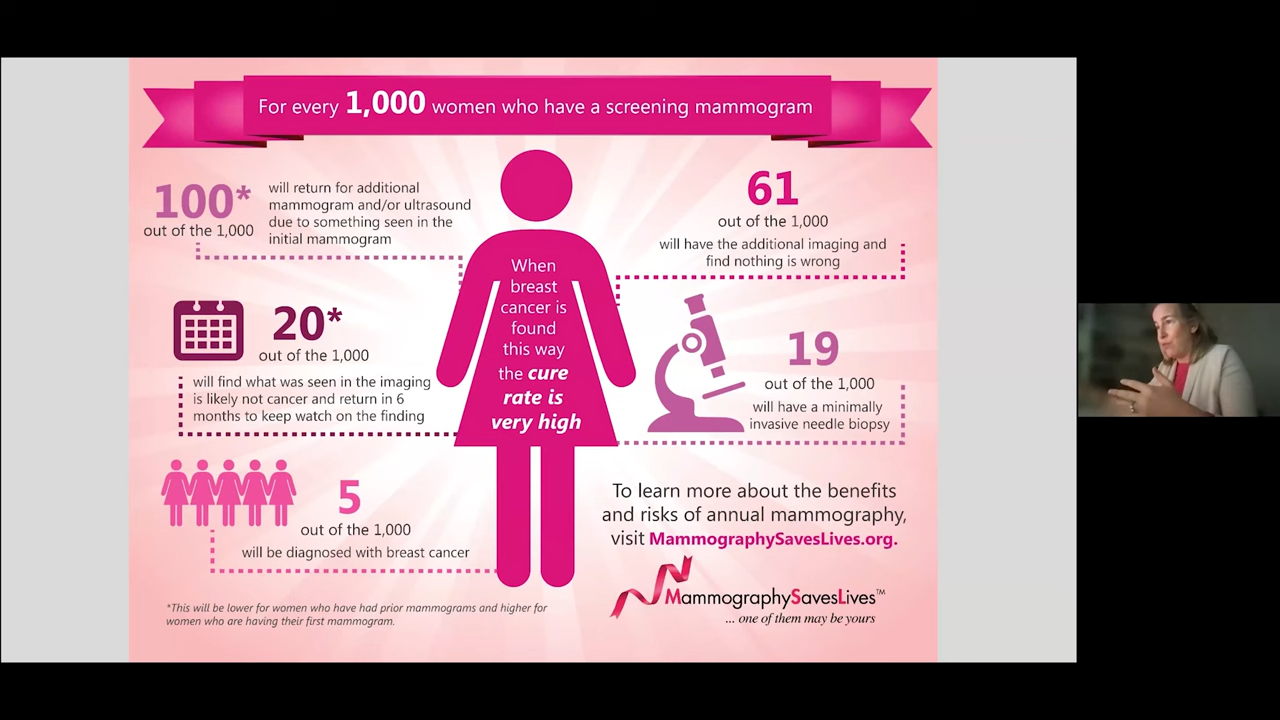 For every 1,000 women who have a screening mammogram
100*
out of the 1,000
will return for additional
mammogram and/or ultrasound
due to something seen in the
initial mammogram
61
out of the 1,000
will have the additional imaging and
find nothing is wrong
20*
out of the 1,000
will find what was seen in the imaging
is likely not cancer and return in 6
months to keep watch on the finding
When
breast
cancer is
found
this way
the cure
rate is
very high
19
out of the 1,000
will have a minimally
invasive needle biopsy
5
out of the 1,000
will be diagnosed with breast cancer
To learn more about the benefits
and risks of annual mammography,
visit MammographySavesLives.org.
MammographySavesLives™
... one of them may be yours
*This will be lower for women who have had prior mammograms and higher for
women who are having their first mammogram.